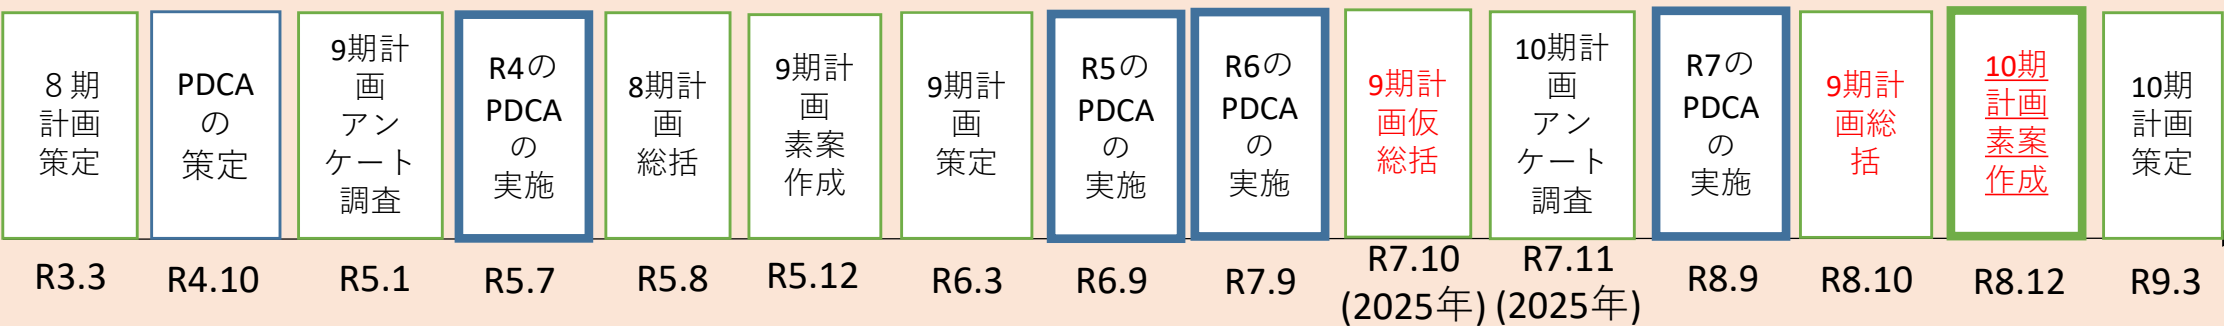 ８期
計画
策定
PDCA
の
策定
9期計
画
アン
ケート
調査
R4の
PDCA
の
実施
8期計
画
総括
9期計
画
素案
作成
9期計
画
策定
R5の
PDCA
の
実施
R6の
PDCA
の
実施
9期計
画仮
総括
10期計
画
アン
ケート
調査
R7の
PDCA
の
実施
9期計
画総
括
10期
計画
素案
作成
10期
計画
策定
R3.3
R4.10
R5.1
R5.7
R5.8
R5.12
R6.3
R6.9
R7.9
R7.10
(2025年)
R7.11
(2025年)
R8.9
R8.10
R8.12
R9.3